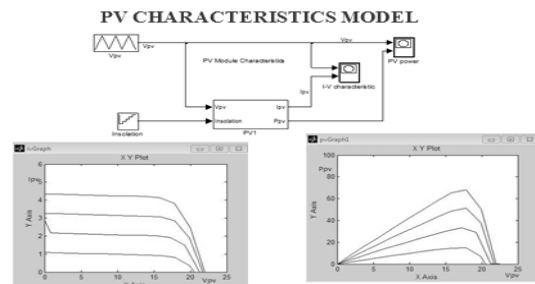 PV CHARACTERISTICS MODEL
Vpv
Vpv
Vpv
PV power
PV Module Characteristics
Ipv
I-V characteristic
Vpv
Insolation
Ipv
Ppv
PV1
Insolation
ivGraph
X Y Plot
Ipv
Y Axis
6
5
4
3
2
1
0
0
5
10
15
20
25
Vpv
pvGraph1
X Y Plot
Ppv
Y Axis
100
80
60
40
20
0
0
5
10
15
20
25
X Axis
Vpv